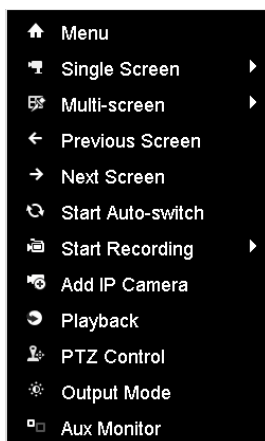 Menu
Single Screen
Multi-screen
Previous Screen
Next Screen
Start Auto-switch
Start Recording
Add IP Camera
Playback
PTZ Control
Output Mode
Aux Monitor